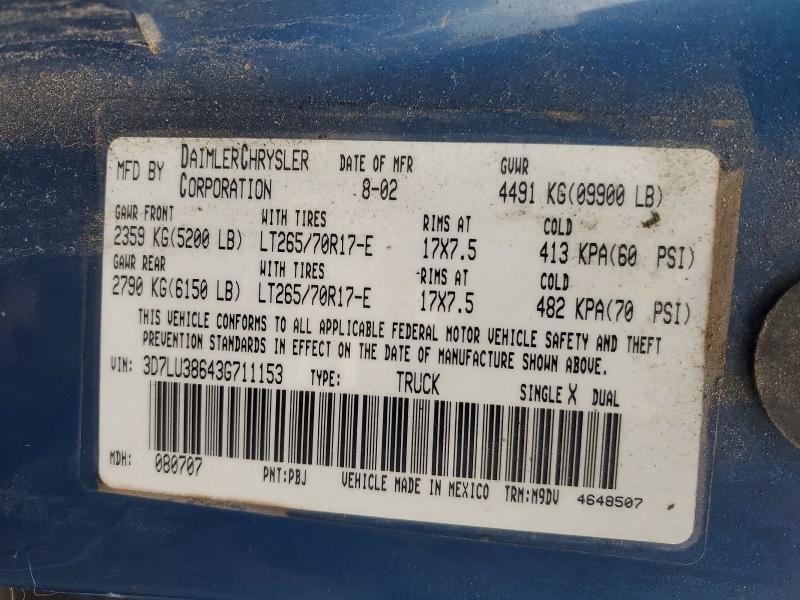 MFD BY DAIMLERCHRYSLER CORPORATION DATE OF MFR 8-02 GVWR 4491 KG(09900 LB)
GAWR FRONT WITH TIRES RIMS AT COLD
2359 KG(5200 LB) LT265/70R17-E 17X7.5 413 KPA(60 PSI)
GAWR REAR WITH TIRES RIMS AT COLD
2790 KG(6150 LB) LT265/70R17-E 17X7.5 482 KPA(70 PSI)
THIS VEHICLE CONFORMS TO ALL APPLICABLE FEDERAL MOTOR VEHICLE SAFETY AND THEFT
PREVENTION STANDARDS IN EFFECT ON THE DATE OF MANUFACTURE SHOWN ABOVE.
VIN: 3D7LU38643G711153 TYPE: TRUCK SINGLE X DUAL
MDH: 080707 PNT:PBJ VEHICLE MADE IN MEXICO TRM:M9DV 4648507